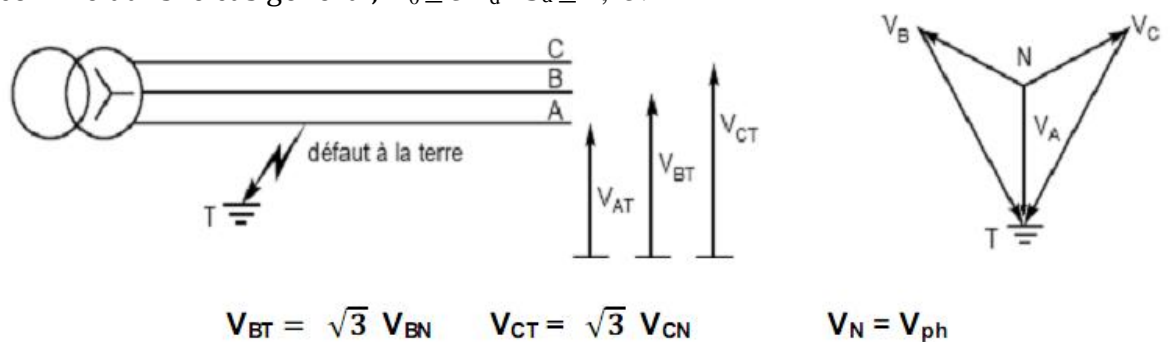 C
B
A
défaut à la terre
T
V_AT
V_BT
V_CT
V_B
V_C
N
V_A
T
V_BT = √3 V_BN V_CT = √3 V_CN V_N = V_ph